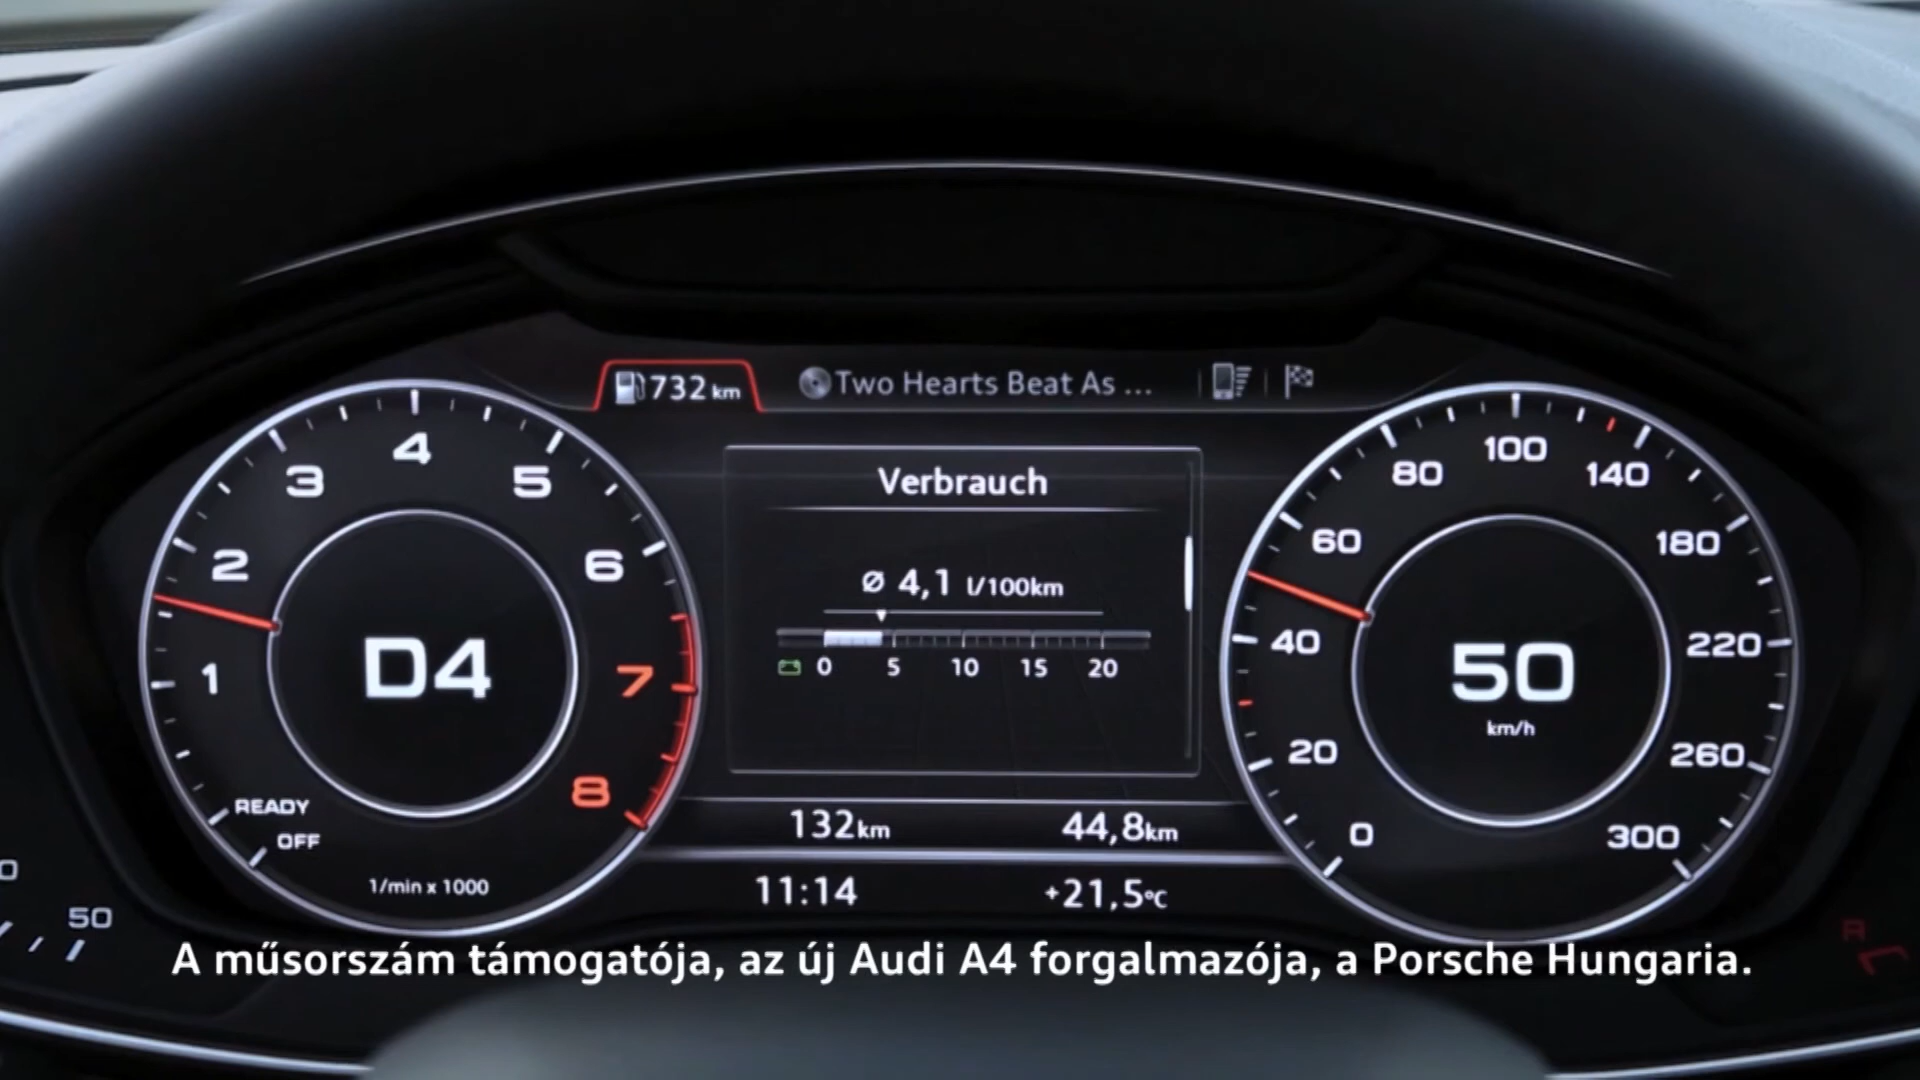 732 km
Two Hearts Beat As ...
Verbrauch
ø 4,1 l/100km
0 5 10 15 20
132km 44,8km
11:14 +21,5°C
1 2 3 4 5 6 7 8
D4
READY
OFF
1/min x 1000
0 20 40 60 80 100 140 180 220 260 300
50
km/h
50
A műsorszám támogatója, az új Audi A4 forgalmazója, a Porsche Hungaria.